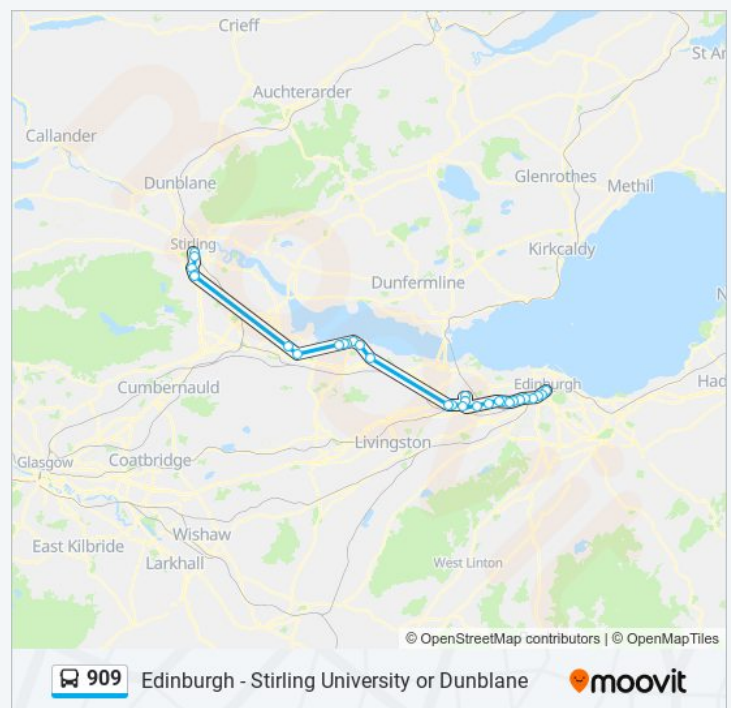 Crieff
St A
Auchterarder
Callander
Glenrothes
Dunblane
Methil
Stirling
Kirkcaldy
Dunfermline
N
Edinburgh
Had
Cumbernauld
Livingston
Glasgow
Coatbridge
Wishaw
East Kilbride
Larkhall
West Linton
© OpenStreetMap contributors | © OpenMapTiles
909 Edinburgh - Stirling University or Dunblane
moovit